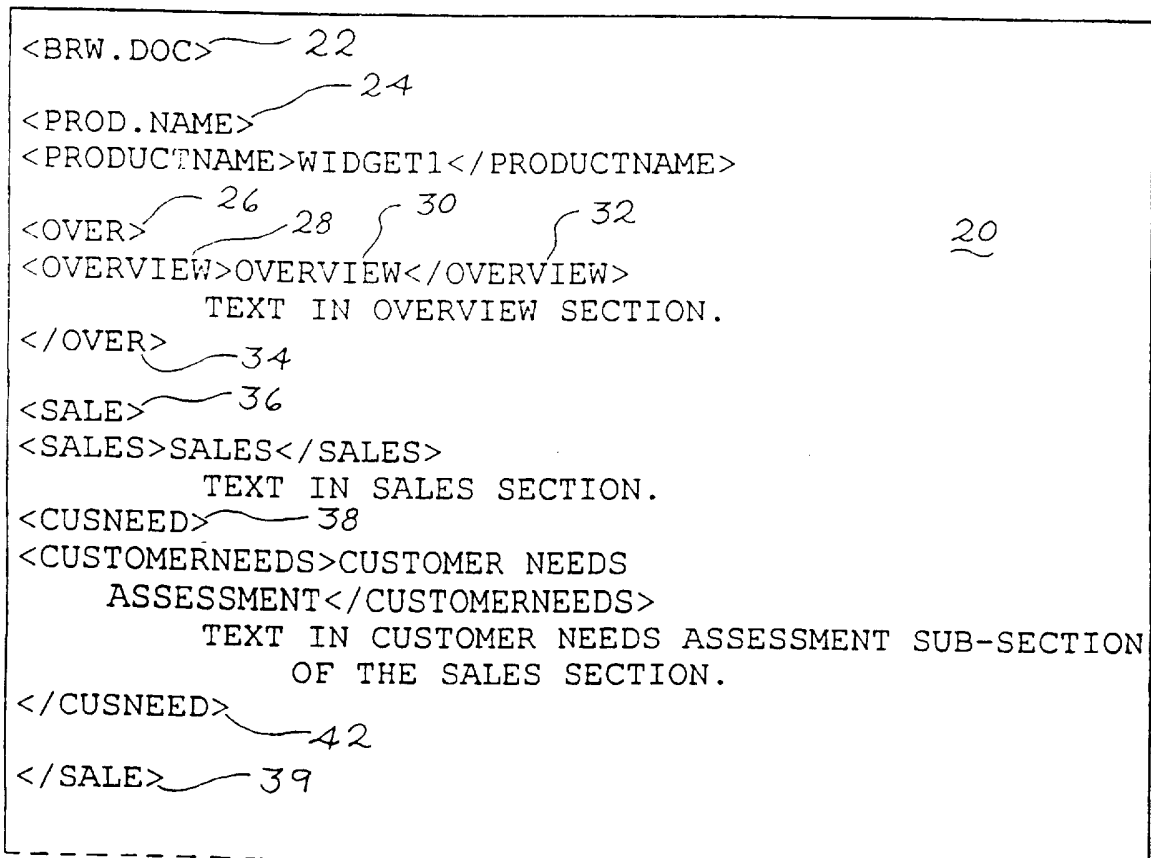 <BRW.DOC> 22
24
<PROD.NAME>
<PRODUCTNAME>WIDGET1</PRODUCTNAME>
26 28 30 32
<OVER> 20
<OVERVIEW>OVERVIEW</OVERVIEW>
TEXT IN OVERVIEW SECTION.
</OVER> 34
<SALE> 36
<SALES>SALES</SALES>
TEXT IN SALES SECTION.
<CUSNEED> 38
<CUSTOMERNEEDS>CUSTOMER NEEDS
ASSESSMENT</CUSTOMERNEEDS>
TEXT IN CUSTOMER NEEDS ASSESSMENT SUB-SECTION
OF THE SALES SECTION.
</CUSNEED> 42
</SALE> 39